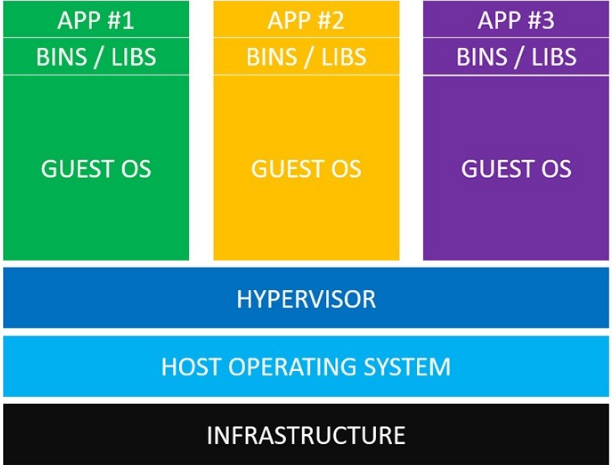 APP #1
BINS / LIBS
GUEST OS
APP #2
BINS / LIBS
GUEST OS
APP #3
BINS / LIBS
GUEST OS
HYPERVISOR
HOST OPERATING SYSTEM
INFRASTRUCTURE